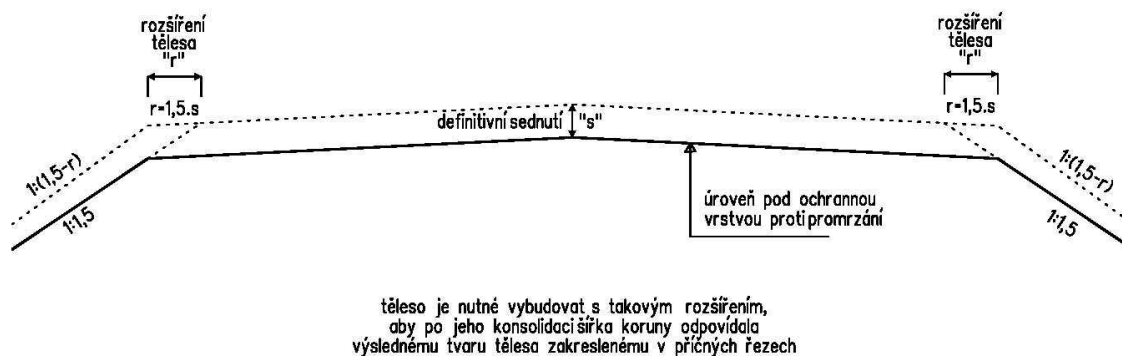 rozšíření
tělesa
"r"
r=1,5.s
rozšíření
tělesa
"r"
r=1,5.s
definitivní sednutí "s"
1:(1,5-r)
1:1,5
1:(1,5-r)
1:1,5
úroveň pod ochrannou
vrstvou proti promrzání
těleso je nutné vybudovat s takovým rozšířením,
aby po jeho konsolidaci šířka koruny odpovídala
výslednému tvaru tělesa zakreslenému v příčných řezech